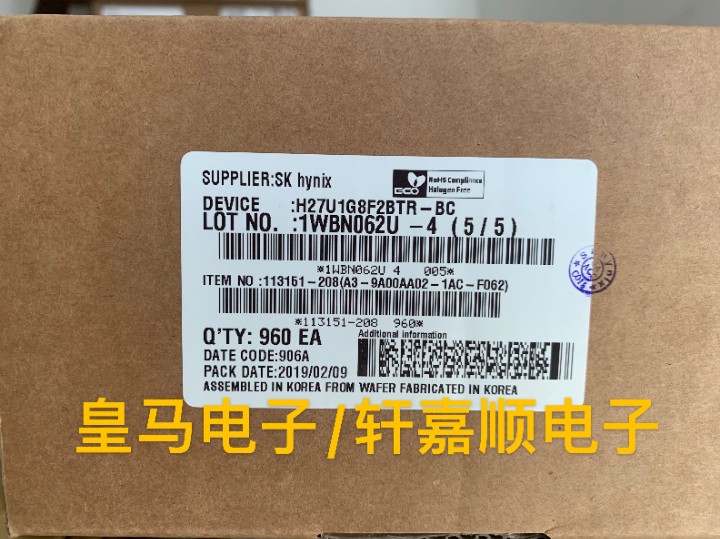 SUPPLIER:SK hynix
ECO
RoHS Compliance
Halogen Free
DEVICE :H27U1G8F2BTR-BC
LOT NO. :1WBN062U -4 (5/5)
*1WBN062U 4 005*
ITEM NO :113151-208(A3-9A00AA02-1AC-F062)
*113151-208 960*
Q'TY: 960 EA
Additional information
DATE CODE:906A
PACK DATE:2019/02/09
ASSEMBLED IN KOREA FROM WAFER FABRICATED IN KOREA
皇马电子/轩嘉顺电子